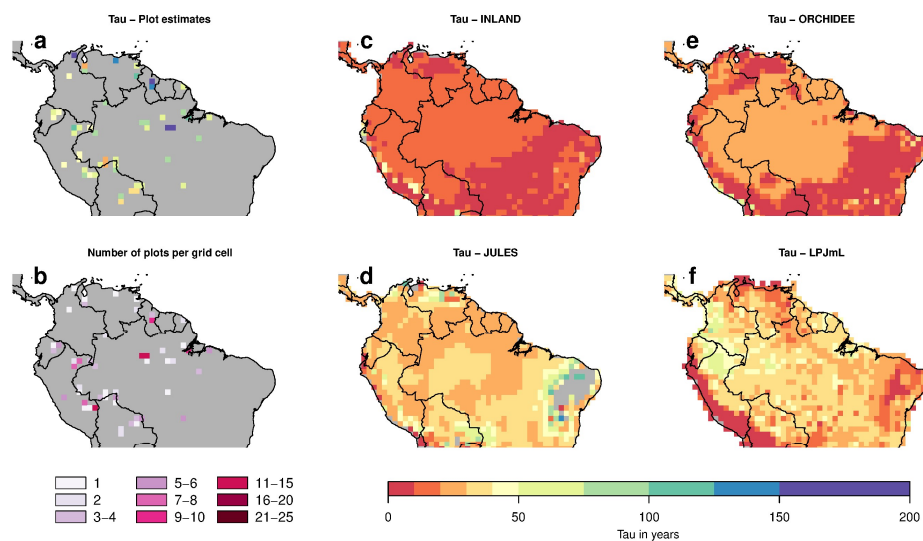 Tau − Plot estimates
Tau − INLAND
Tau − ORCHIDEE
a
c
e
Number of plots per grid cell
Tau − JULES
Tau − LPJmL
b
d
f
1
5−6
11−15
2
7−8
16−20
3−4
9−10
21−25
0
50
100
150
200
Tau in years